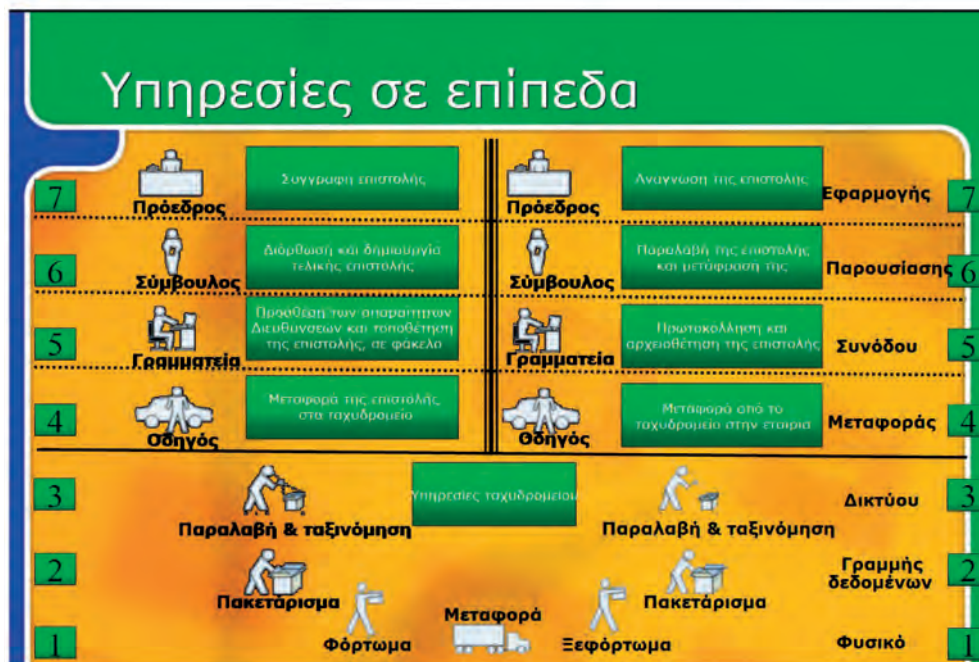 Υπηρεσίες σε επίπεδα
7
Πρόεδρος
Συγγραφή επιστολής
Πρόεδρος
Ανάγνωση της επιστολής
Εφαρμογής
7
6
Σύμβουλος
Διόρθωση και δημιουργία
τελικής επιστολής
Σύμβουλος
Παραλαβή της επιστολής
και μετάφραση της
Παρουσίασης
6
5
Γραμματεία
Προσθέση των απαραίτητων
Διευθύνσεων και τοποθέτηση
της επιστολής, σε φάκελο
Γραμματεία
Πρωτοκόλληση και
αρχειοθέτηση της επιστολής
Συνόδου
5
4
Οδηγός
Μεταφορά της επιστολής
στα ταχυδρομείο
Οδηγός
Μεταφορά από το
ταχυδρομείο στην εταιρια
Μεταφοράς
4
3
Παραλαβή & ταξινόμηση
Υπηρεσίες ταχυδρομείου
Παραλαβή & ταξινόμηση
Δικτύου
3
2
Πακετάρισμα
Πακετάρισμα
Γραμμής
δεδομένων
2
1
Φόρτωμα
Μεταφορά
Ξεφόρτωμα
Φυσικό
1